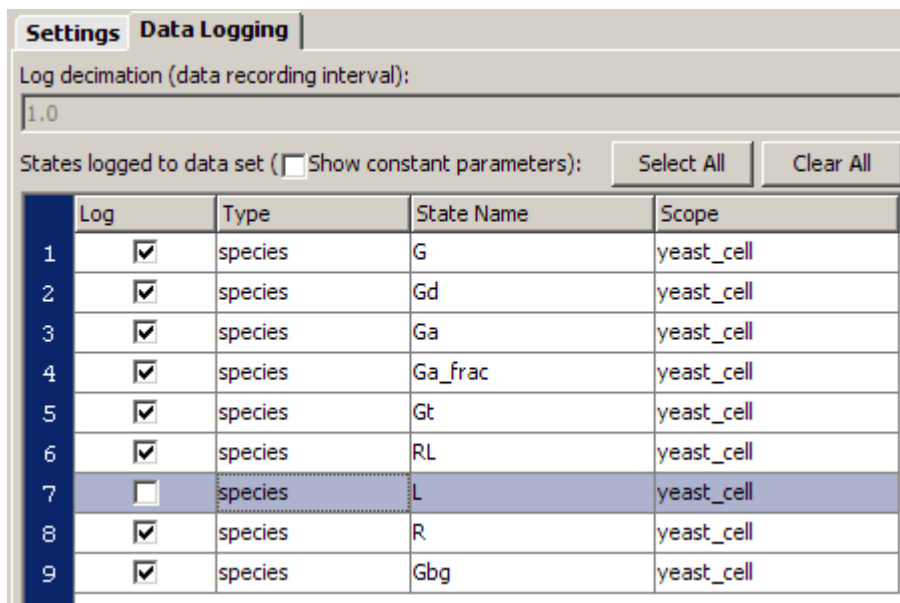 Settings Data Logging
Log decimation (data recording interval):
1.0
States logged to data set ( Show constant parameters): Select All Clear All
Log Type State Name Scope
1 species G yeast_cell
2 species Gd yeast_cell
3 species Ga yeast_cell
4 species Ga_frac yeast_cell
5 species Gt yeast_cell
6 species RL yeast_cell
7 species L yeast_cell
8 species R yeast_cell
9 species Gbg yeast_cell